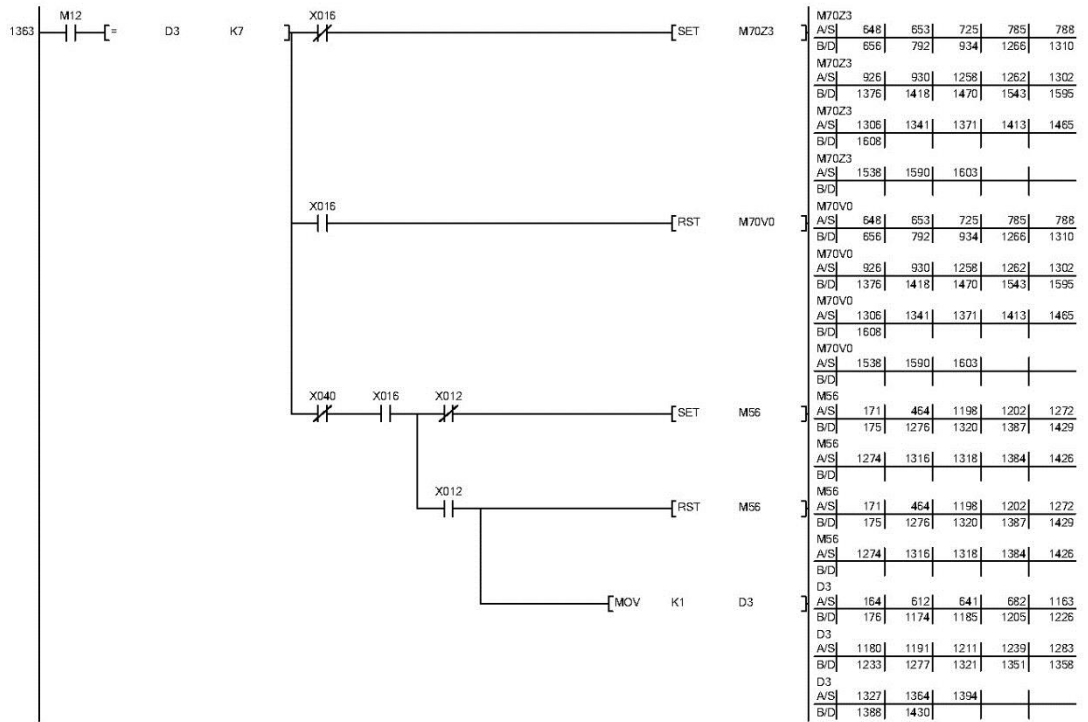 M12 X016
1363 [= D3 K7 ] [SET M70Z3 ]
M70Z3
A/S 648 653 725 785 788
B/D 656 792 934 1266 1310
M70Z3
A/S 926 930 1258 1262 1302
B/D 1376 1418 1470 1543 1595
M70Z3
A/S 1306 1341 1371 1413 1465
B/D 1608
M70Z3
A/S 1538 1590 1603
B/D
X016
[RST M70V0 ]
M70V0
A/S 648 653 725 785 788
B/D 656 792 934 1266 1310
M70V0
A/S 926 930 1258 1262 1302
B/D 1376 1418 1470 1543 1595
M70V0
A/S 1306 1341 1371 1413 1465
B/D 1608
M70V0
A/S 1538 1590 1603
B/D
X040 X016 X012
[SET M56 ]
M56
A/S 171 464 1198 1202 1272
B/D 175 1276 1320 1387 1429
M56
A/S 1274 1316 1318 1384 1426
B/D
X012
[RST M56 ]
M56
A/S 171 464 1198 1202 1272
B/D 175 1276 1320 1387 1429
M56
A/S 1274 1316 1318 1384 1426
B/D
[MOV K1 D3 ]
D3
A/S 164 612 641 682 1163
B/D 176 1174 1185 1205 1226
D3
A/S 1180 1191 1211 1239 1283
B/D 1233 1277 1321 1351 1358
D3
A/S 1327 1364 1394
B/D 1388 1430